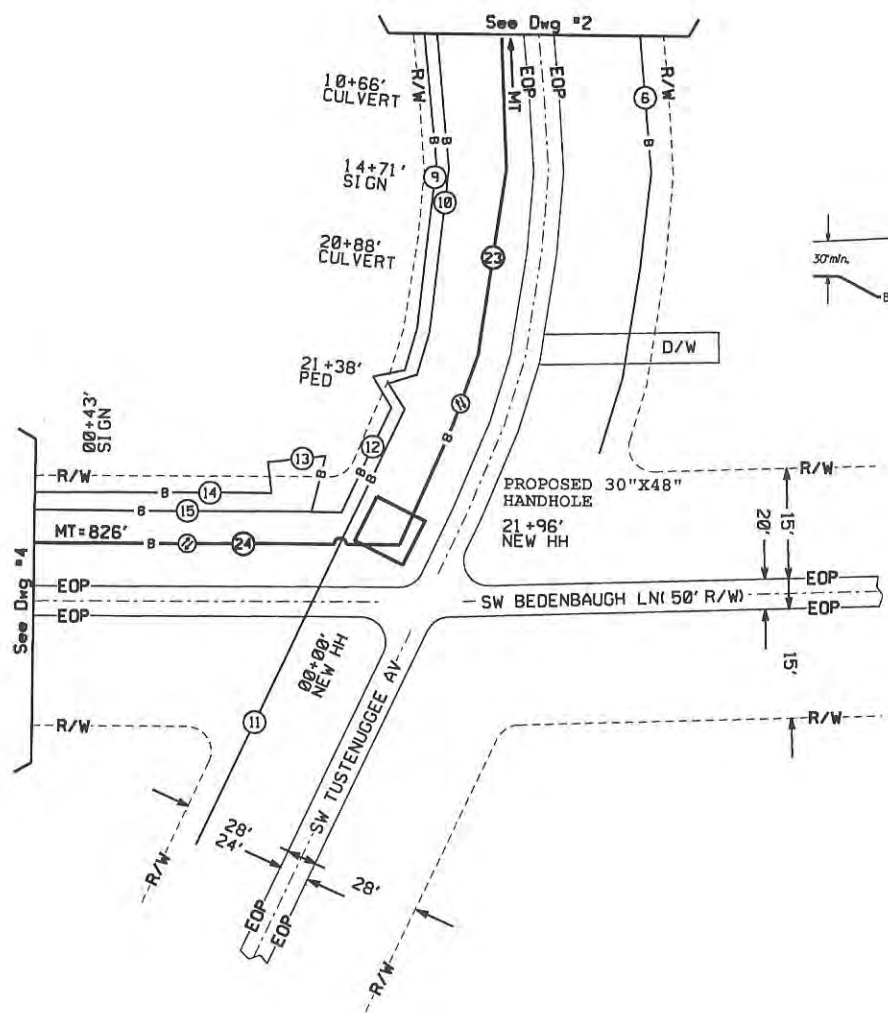 See Dwg #2
10+66'
CULVERT
R/W
MT
EOP
EOP
6
R/W
B
B
B
14+71'
SIGN
9
10
20+88'
CULVERT
23
30"min.
B
D/W
21+38'
PED
00+43'
SIGN
B
12
13
B
R/W
B
14
B
15
B
PROPOSED 30"X48"
HANDHOLE
21+96'
NEW HH
R/W
20'
15'
MT=826'
B
24
See Dwg #4
EOP
EOP
EOP
EOP
SW BEDENBAUGH LN(50' R/W)
15'
00+00'
NEW HH
SW TUSTENUGGEE AV
11
R/W
R/W
28'
24'
28'
R/W
EOP
EOP
R/W